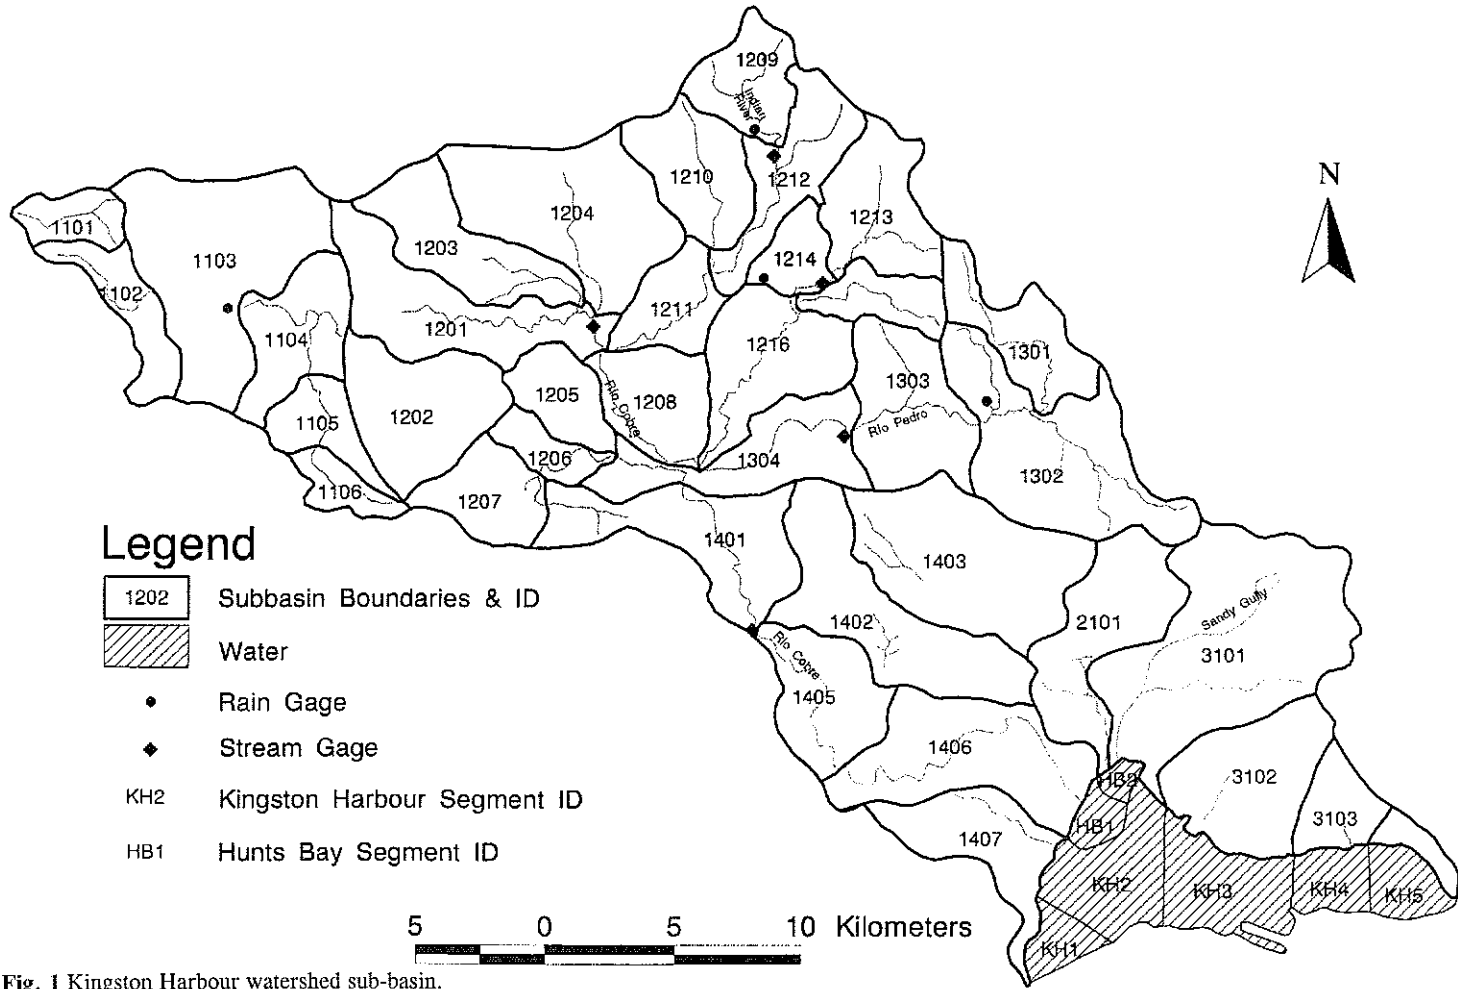 1209
Indian
River
N
1210
1212
1101
1204
1213
1203
1103
1214
102
1211
1201
1104
1216
1301
1303
1205
1208
Rio Cobre
1202
1105
Rio Pedro
1206
1304
1302
1106
1207
1401
1403
Legend
1202 Subbasin Boundaries & ID
Water
Rain Gage
Stream Gage
KH2 Kingston Harbour Segment ID
HB1 Hunts Bay Segment ID
Sandy Gully
1402
2101
3101
Rio Cobre
1405
1406
3102
HB2
3103
HB1
1407
KH2
KH3
KH4
KH5
KH1
5 0 5 10 Kilometers
Fig. 1 Kingston Harbour watershed sub-basin.